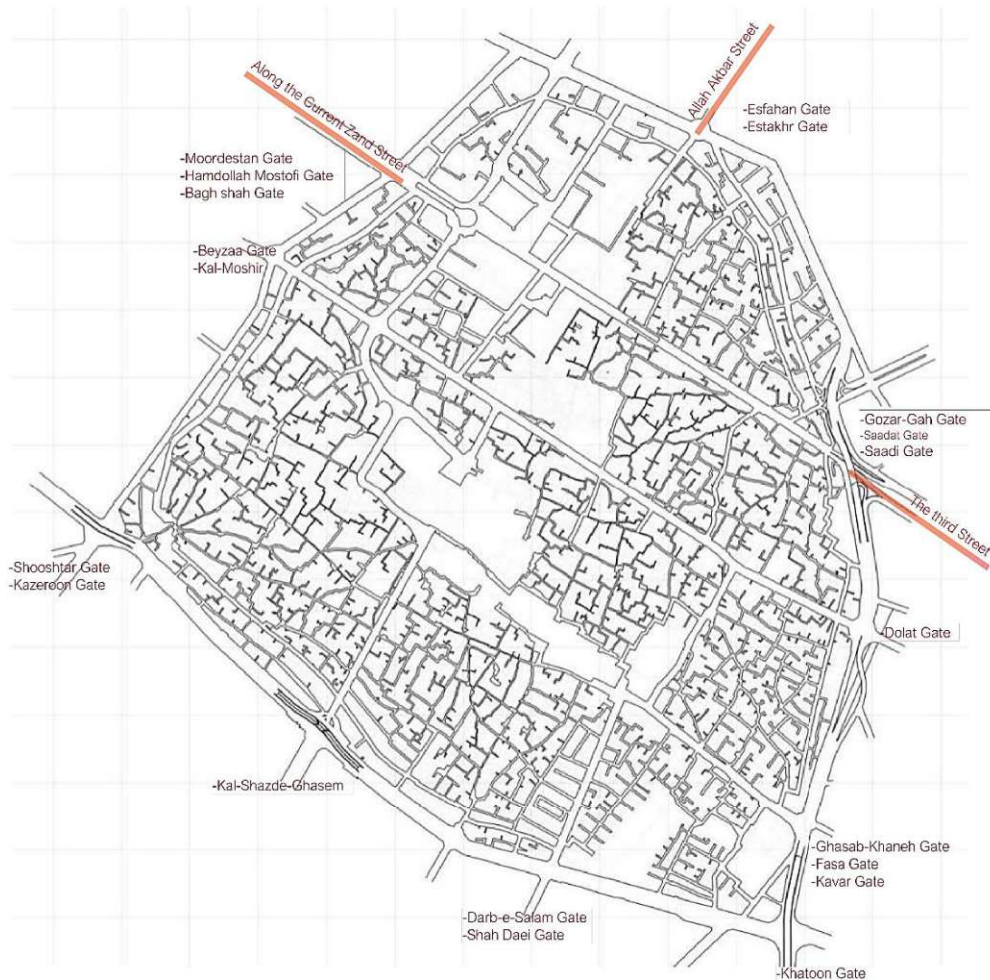 Allah Akbar Street
Along the Current Zand Street
-Esfahan Gate
-Estakhr Gate
-Moordestan Gate
-Hamdollah Mostofi Gate
-Bagh shah Gate
-Beyzaa Gate
-Kal-Moshir
-Gozar-Gah Gate
-Saadat Gate
-Saadi Gate
The third Street
-Shooshtar Gate
-Kazeroon Gate
-Dolat Gate
-Kal-Shazde-Ghasem
-Ghasab-Khaneh Gate
-Fasa Gate
-Kavar Gate
-Darb-e-Salam Gate
-Shah Daei Gate
-Khatoon Gate